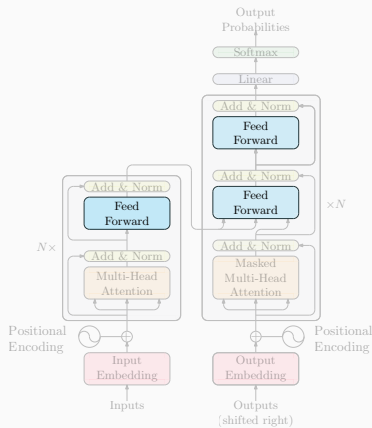 Output
Probabilities
Softmax
Linear
Add & Norm
Feed
Forward
Add & Norm
Add & Norm
Feed
Forward
Feed
Forward
N×
×N
Add & Norm
Add & Norm
Multi-Head
Attention
Masked
Multi-Head
Attention
Positional
Encoding
Positional
Encoding
Input
Embedding
Output
Embedding
Inputs
Outputs
(shifted right)